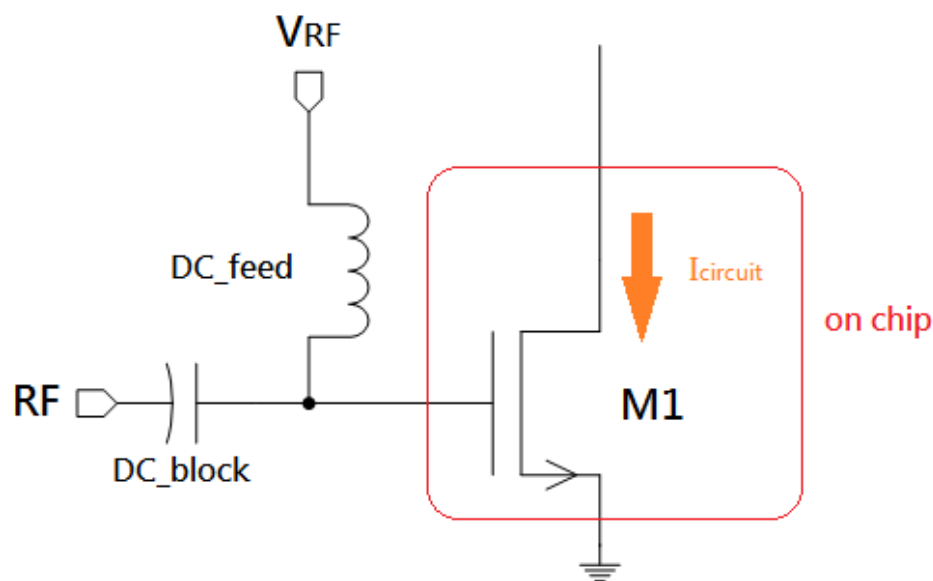 VRF
DC_feed
Icircuit
on chip
RF
M1
DC_block